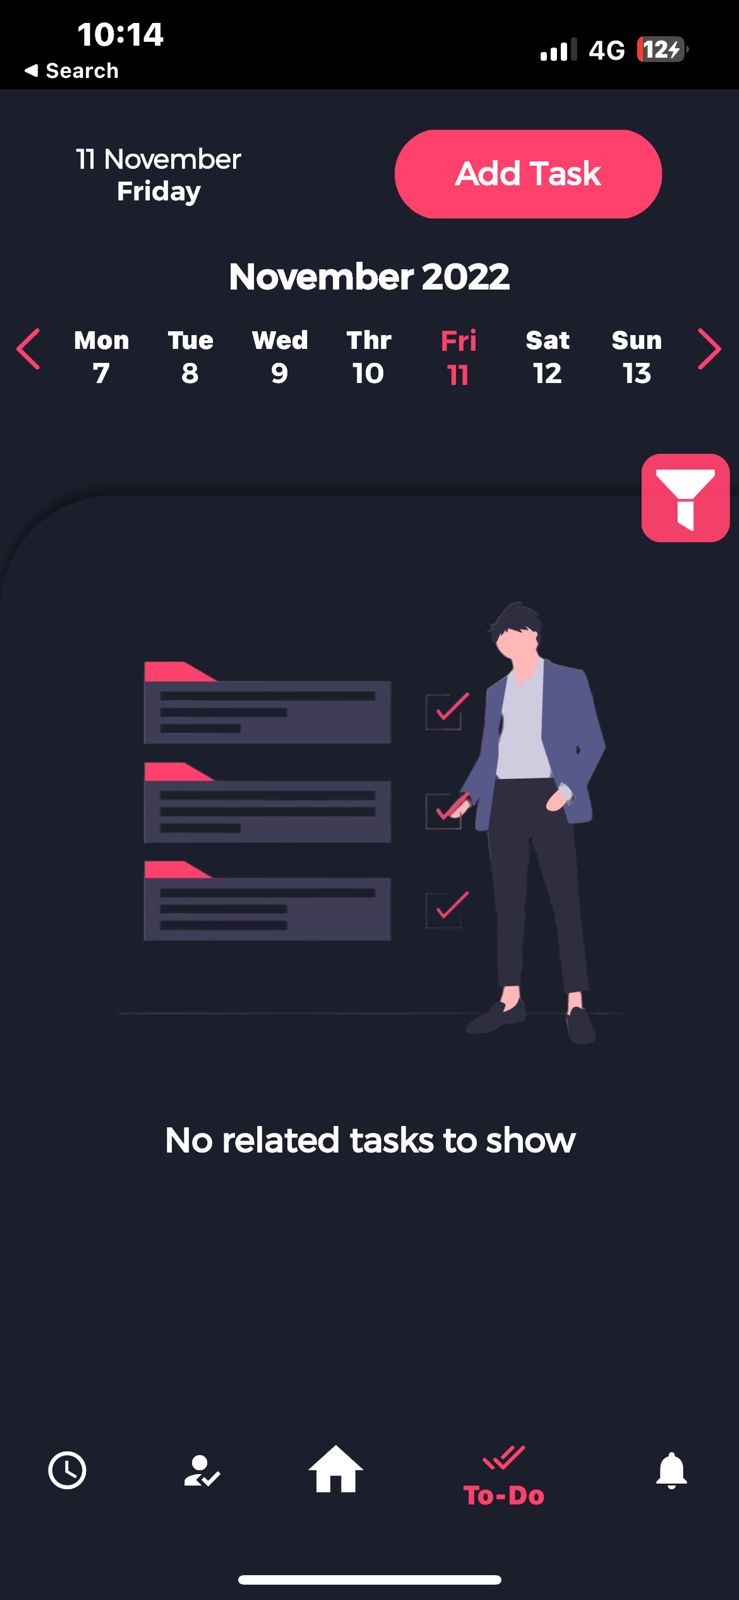 10:14
4G
12
◀ Search
11 November
Friday
Add Task
November 2022
Mon Tue Wed Thr Fri Sat Sun
7 8 9 10 11 12 13
No related tasks to show
To-Do